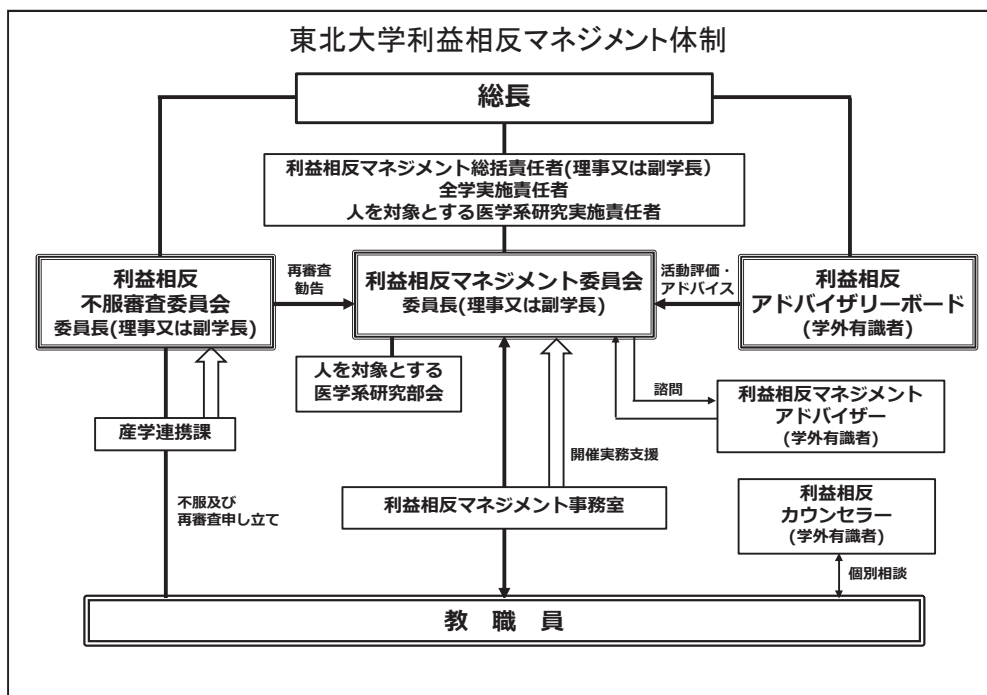 東北大学利益相反マネジメント体制
総長
利益相反マネジメント総括責任者(理事又は副学長)
全学実施責任者
人を対象とする医学系研究実施責任者
利益相反
不服審査委員会
委員長(理事又は副学長)
再審査
勧告
利益相反マネジメント委員会
委員長(理事又は副学長)
活動評価・
アドバイス
利益相反
アドバイザリーボード
(学外有識者)
人を対象とする
医学系研究部会
諮問
利益相反マネジメント
アドバイザー
(学外有識者)
産学連携課
開催実務支援
不服及び
再審査申し立て
利益相反マネジメント事務室
利益相反
カウンセラー
(学外有識者)
個別相談
教 職 員